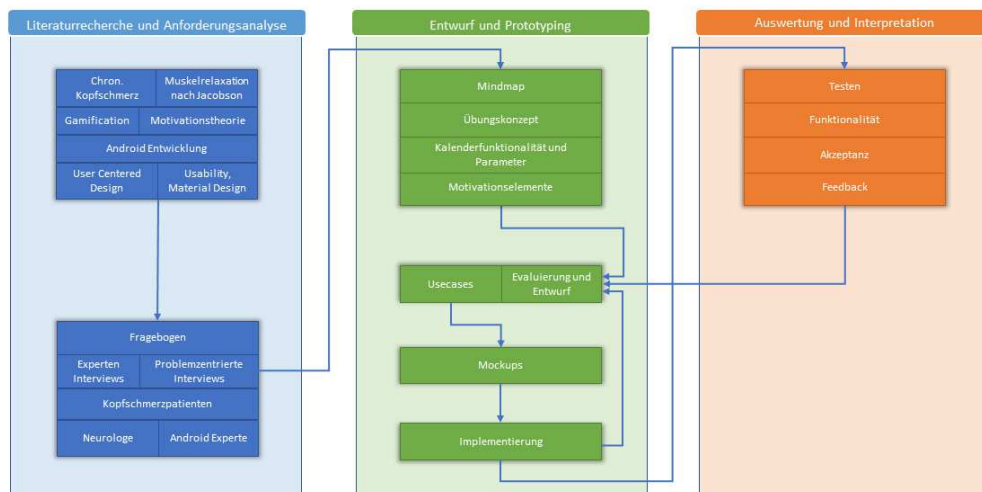 Literaturrecherche und Anforderungsanalyse
Chron.
Kopfschmerz
Muskelrelaxation
nach Jacobson
Gamification
Motivationstheorie
Android Entwicklung
User Centered
Design
Usability,
Material Design
Fragebogen
Experten
Interviews
Problemzentrierte
Interviews
Kopfschmerzpatienten
Neurologe
Android Experte
Entwurf und Prototyping
Mindmap
Übungskonzept
Kalenderfunktionalität und
Parameter
Motivationselemente
Usecases
Evaluierung und
Entwurf
Mockups
Implementierung
Auswertung und Interpretation
Testen
Funktionalität
Akzeptanz
Feedback